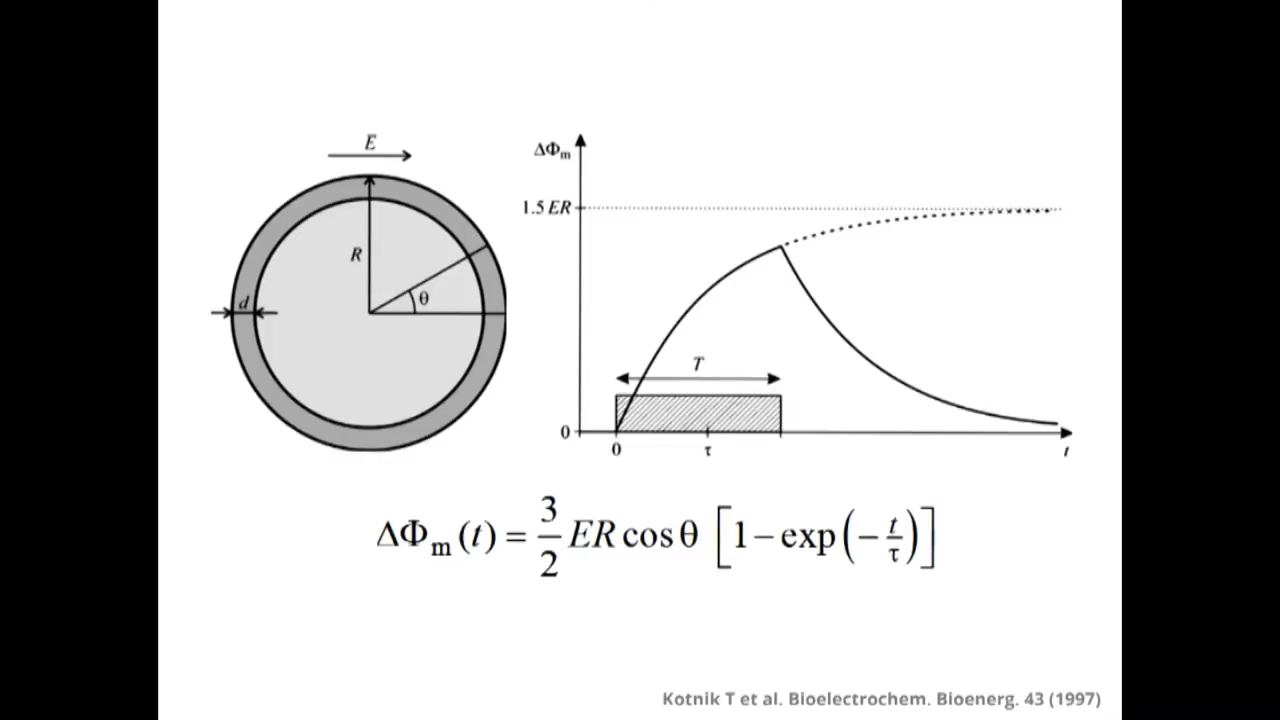 E
R
d
θ
ΔΦm
1.5 ER
T
0
0
τ
t
ΔΦm(t) = 3/2 ER cos θ [1 − exp(−t/τ)]
Kotnik T et al. Bioelectrochem. Bioenerg. 43 (1997)